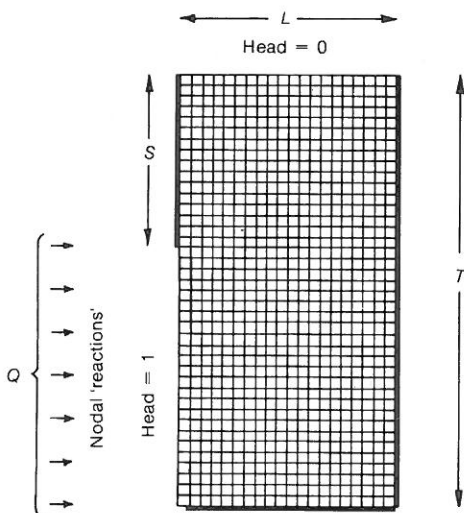 L
Head = 0
S
T
Q
Nodal 'reactions'
Head = 1